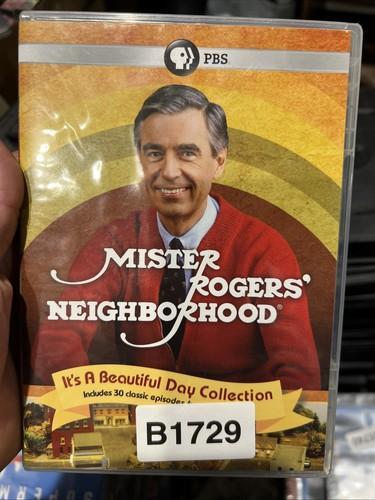 PBS
MISTER
ROGERS'
NEIGHBORHOOD®
It's A Beautiful Day Collection
Includes 30 classic episodes
B1729